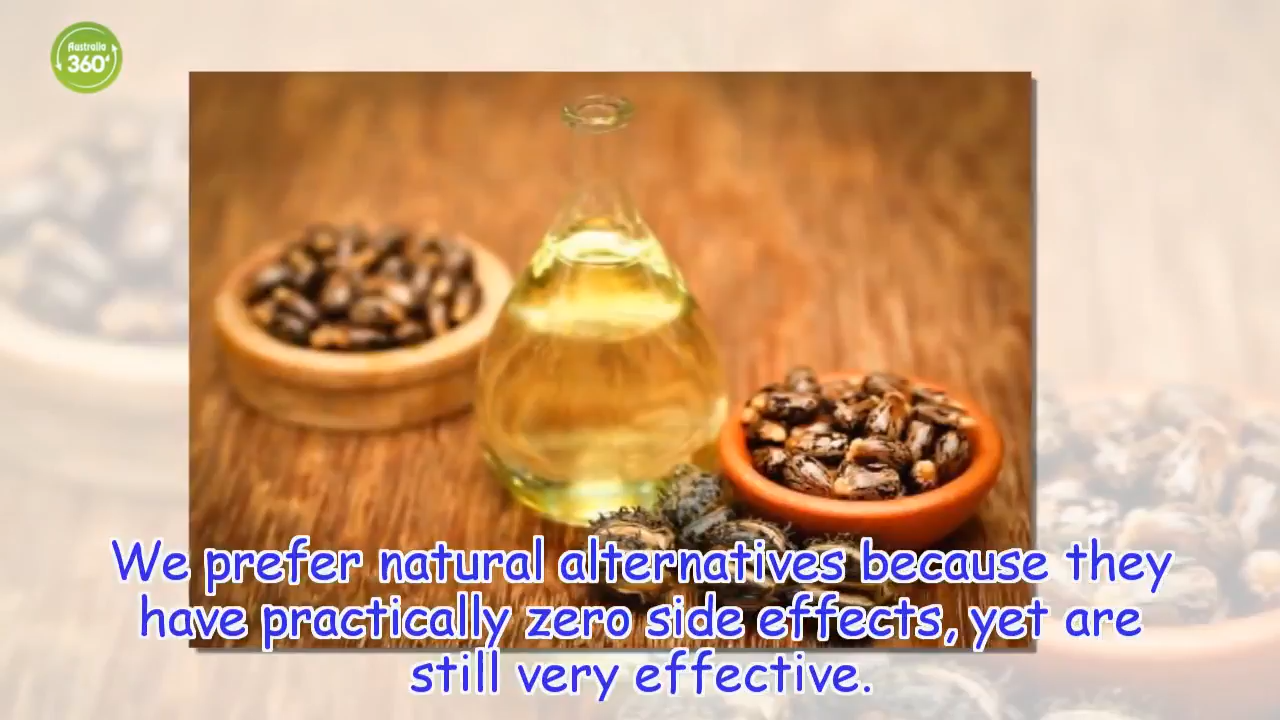 Australia
360°
We prefer natural alternatives because they
have practically zero side effects, yet are
still very effective.